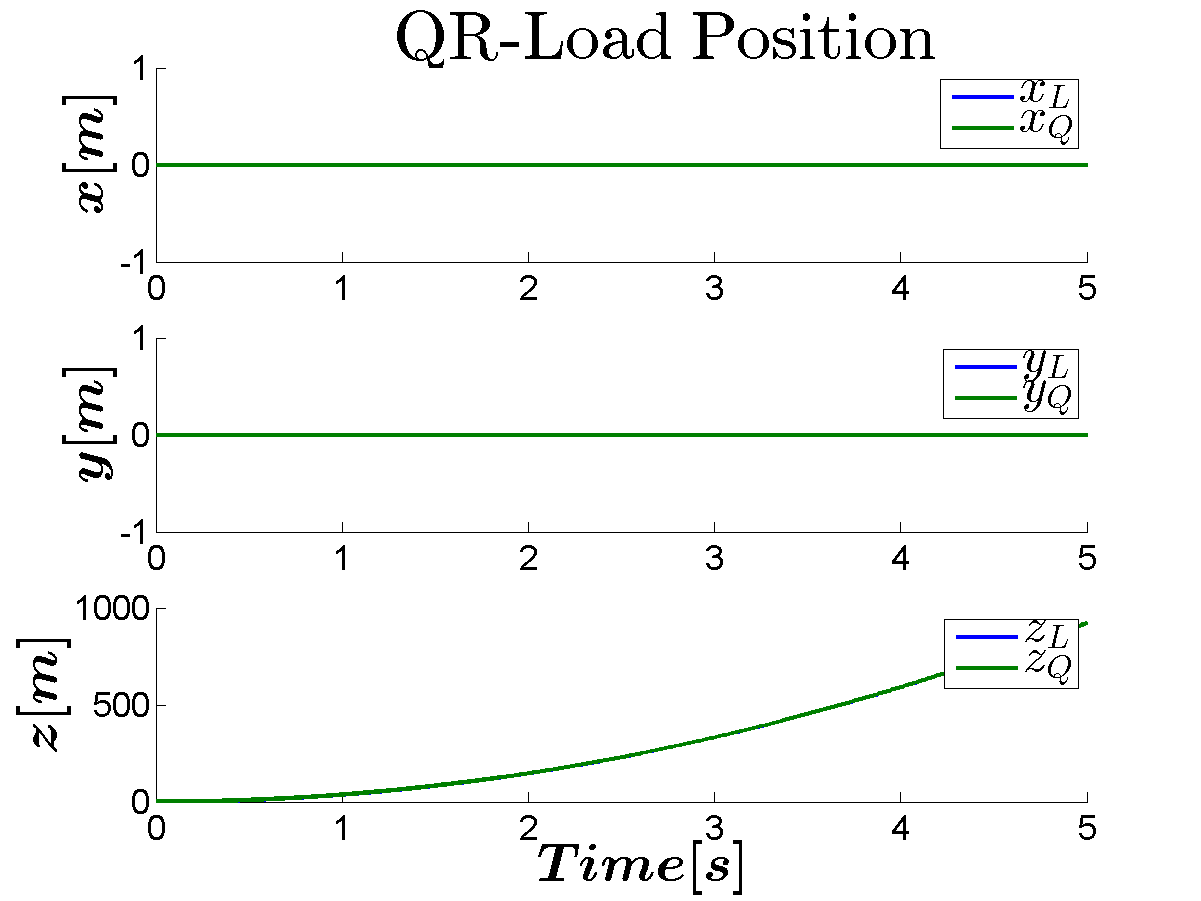 QR-Load Position
x[m]
1
0
-1
0 1 2 3 4 5
x_L
x_Q
y[m]
1
0
-1
0 1 2 3 4 5
y_L
y_Q
z[m]
1000
500
0
0 1 2 3 4 5
z_L
z_Q
Time[s]